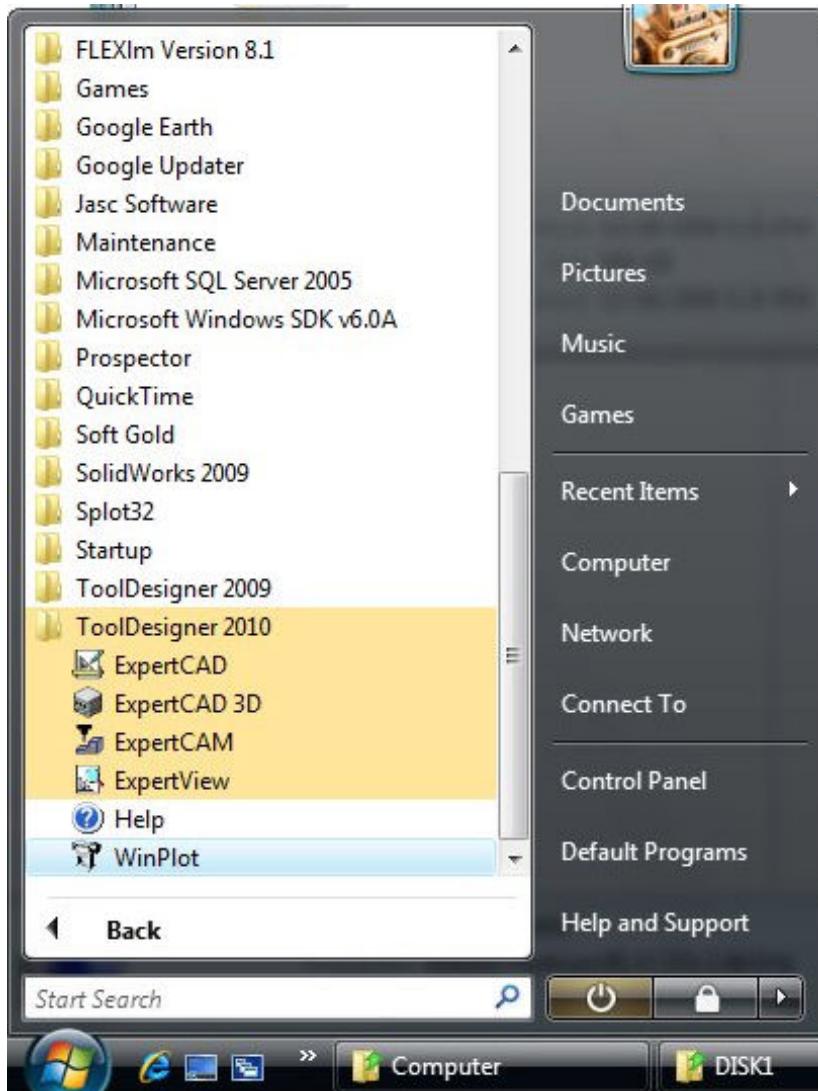 FLEXlm Version 8.1
Games
Google Earth
Google Updater
Jasc Software
Maintenance
Microsoft SQL Server 2005
Microsoft Windows SDK v6.0A
Prospector
QuickTime
Soft Gold
SolidWorks 2009
Splot32
Startup
ToolDesigner 2009
ToolDesigner 2010
ExpertCAD
ExpertCAD 3D
ExpertCAM
ExpertView
Help
WinPlot
Back
Start Search
Documents
Pictures
Music
Games
Recent Items
Computer
Network
Connect To
Control Panel
Default Programs
Help and Support
Computer
DISK1